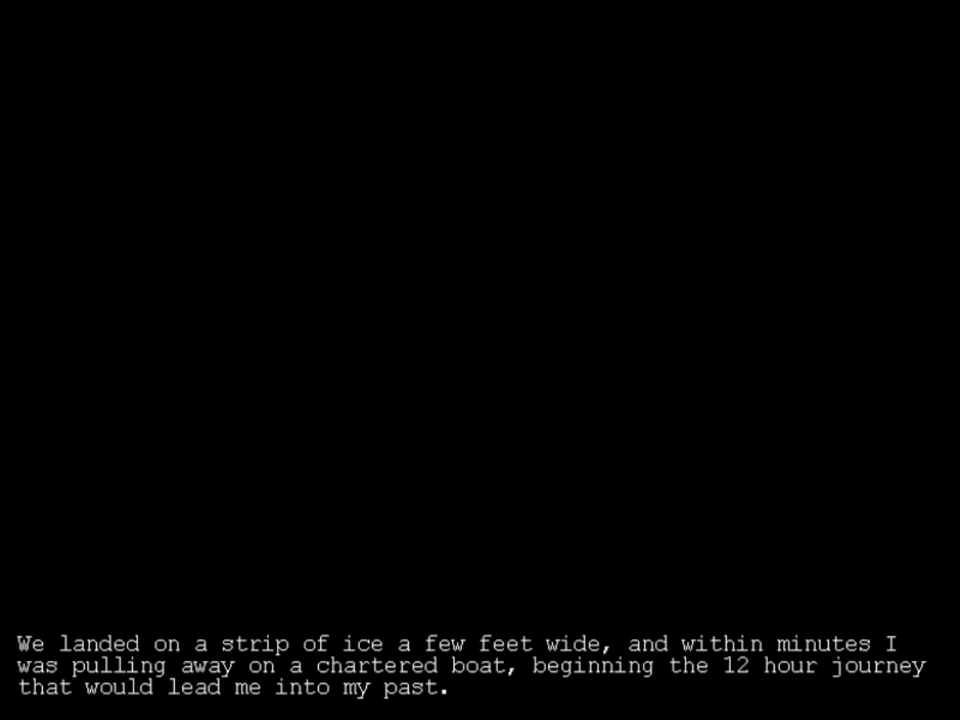 We landed on a strip of ice a few feet wide, and within minutes I
was pulling away on a chartered boat, beginning the 12 hour journey
that would lead me into my past.